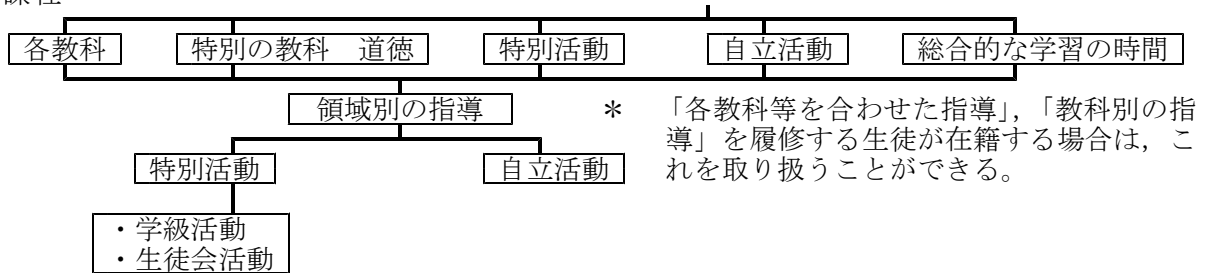 各教科
特別の教科　道徳
特別活動
自立活動
総合的な学習の時間
領域別の指導
＊　「各教科等を合わせた指導」，「教科別の指
導」を履修する生徒が在籍する場合は，こ
れを取り扱うことができる。
特別活動
自立活動
・学級活動
・生徒会活動